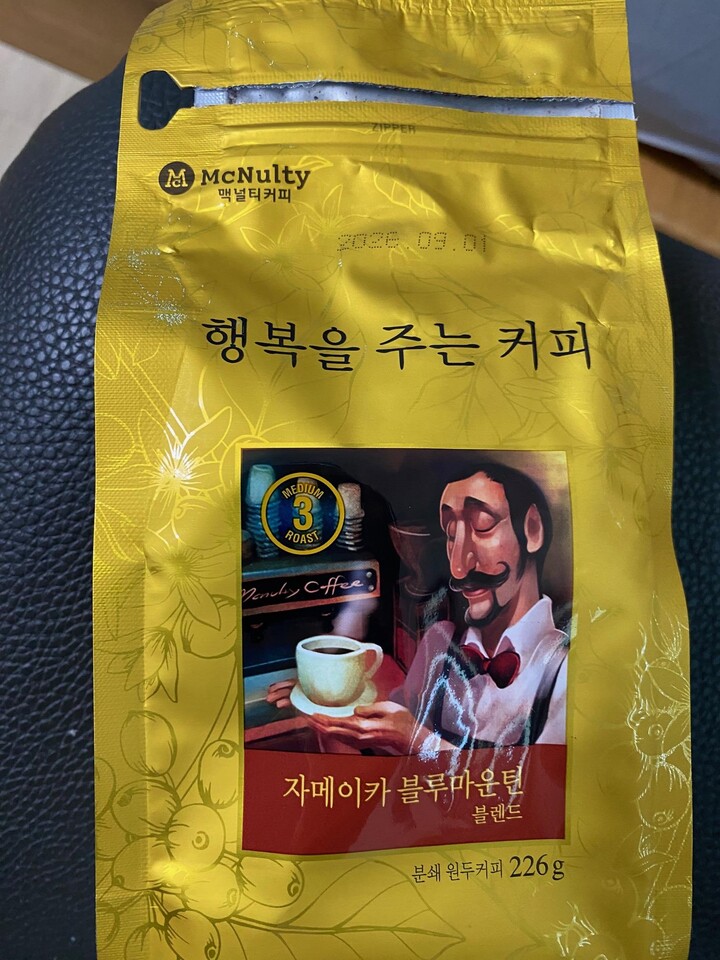 ZIPPER
McNulty
맥널티커피
2026.09.01
행복을 주는 커피
MEDIUM
3
ROAST
McNulty Coffee
자메이카 블루마운틴
블렌드
분쇄 원두커피 226g